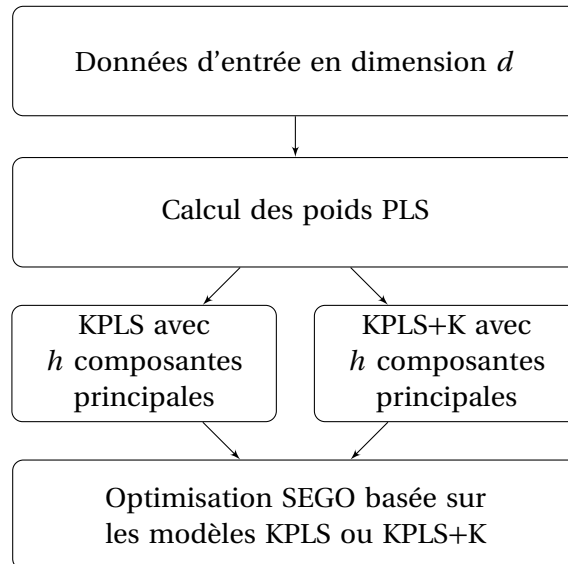 Données d'entrée en dimension d
Calcul des poids PLS
KPLS avec
h composantes
principales
KPLS+K avec
h composantes
principales
Optimisation SEGO basée sur
les modèles KPLS ou KPLS+K